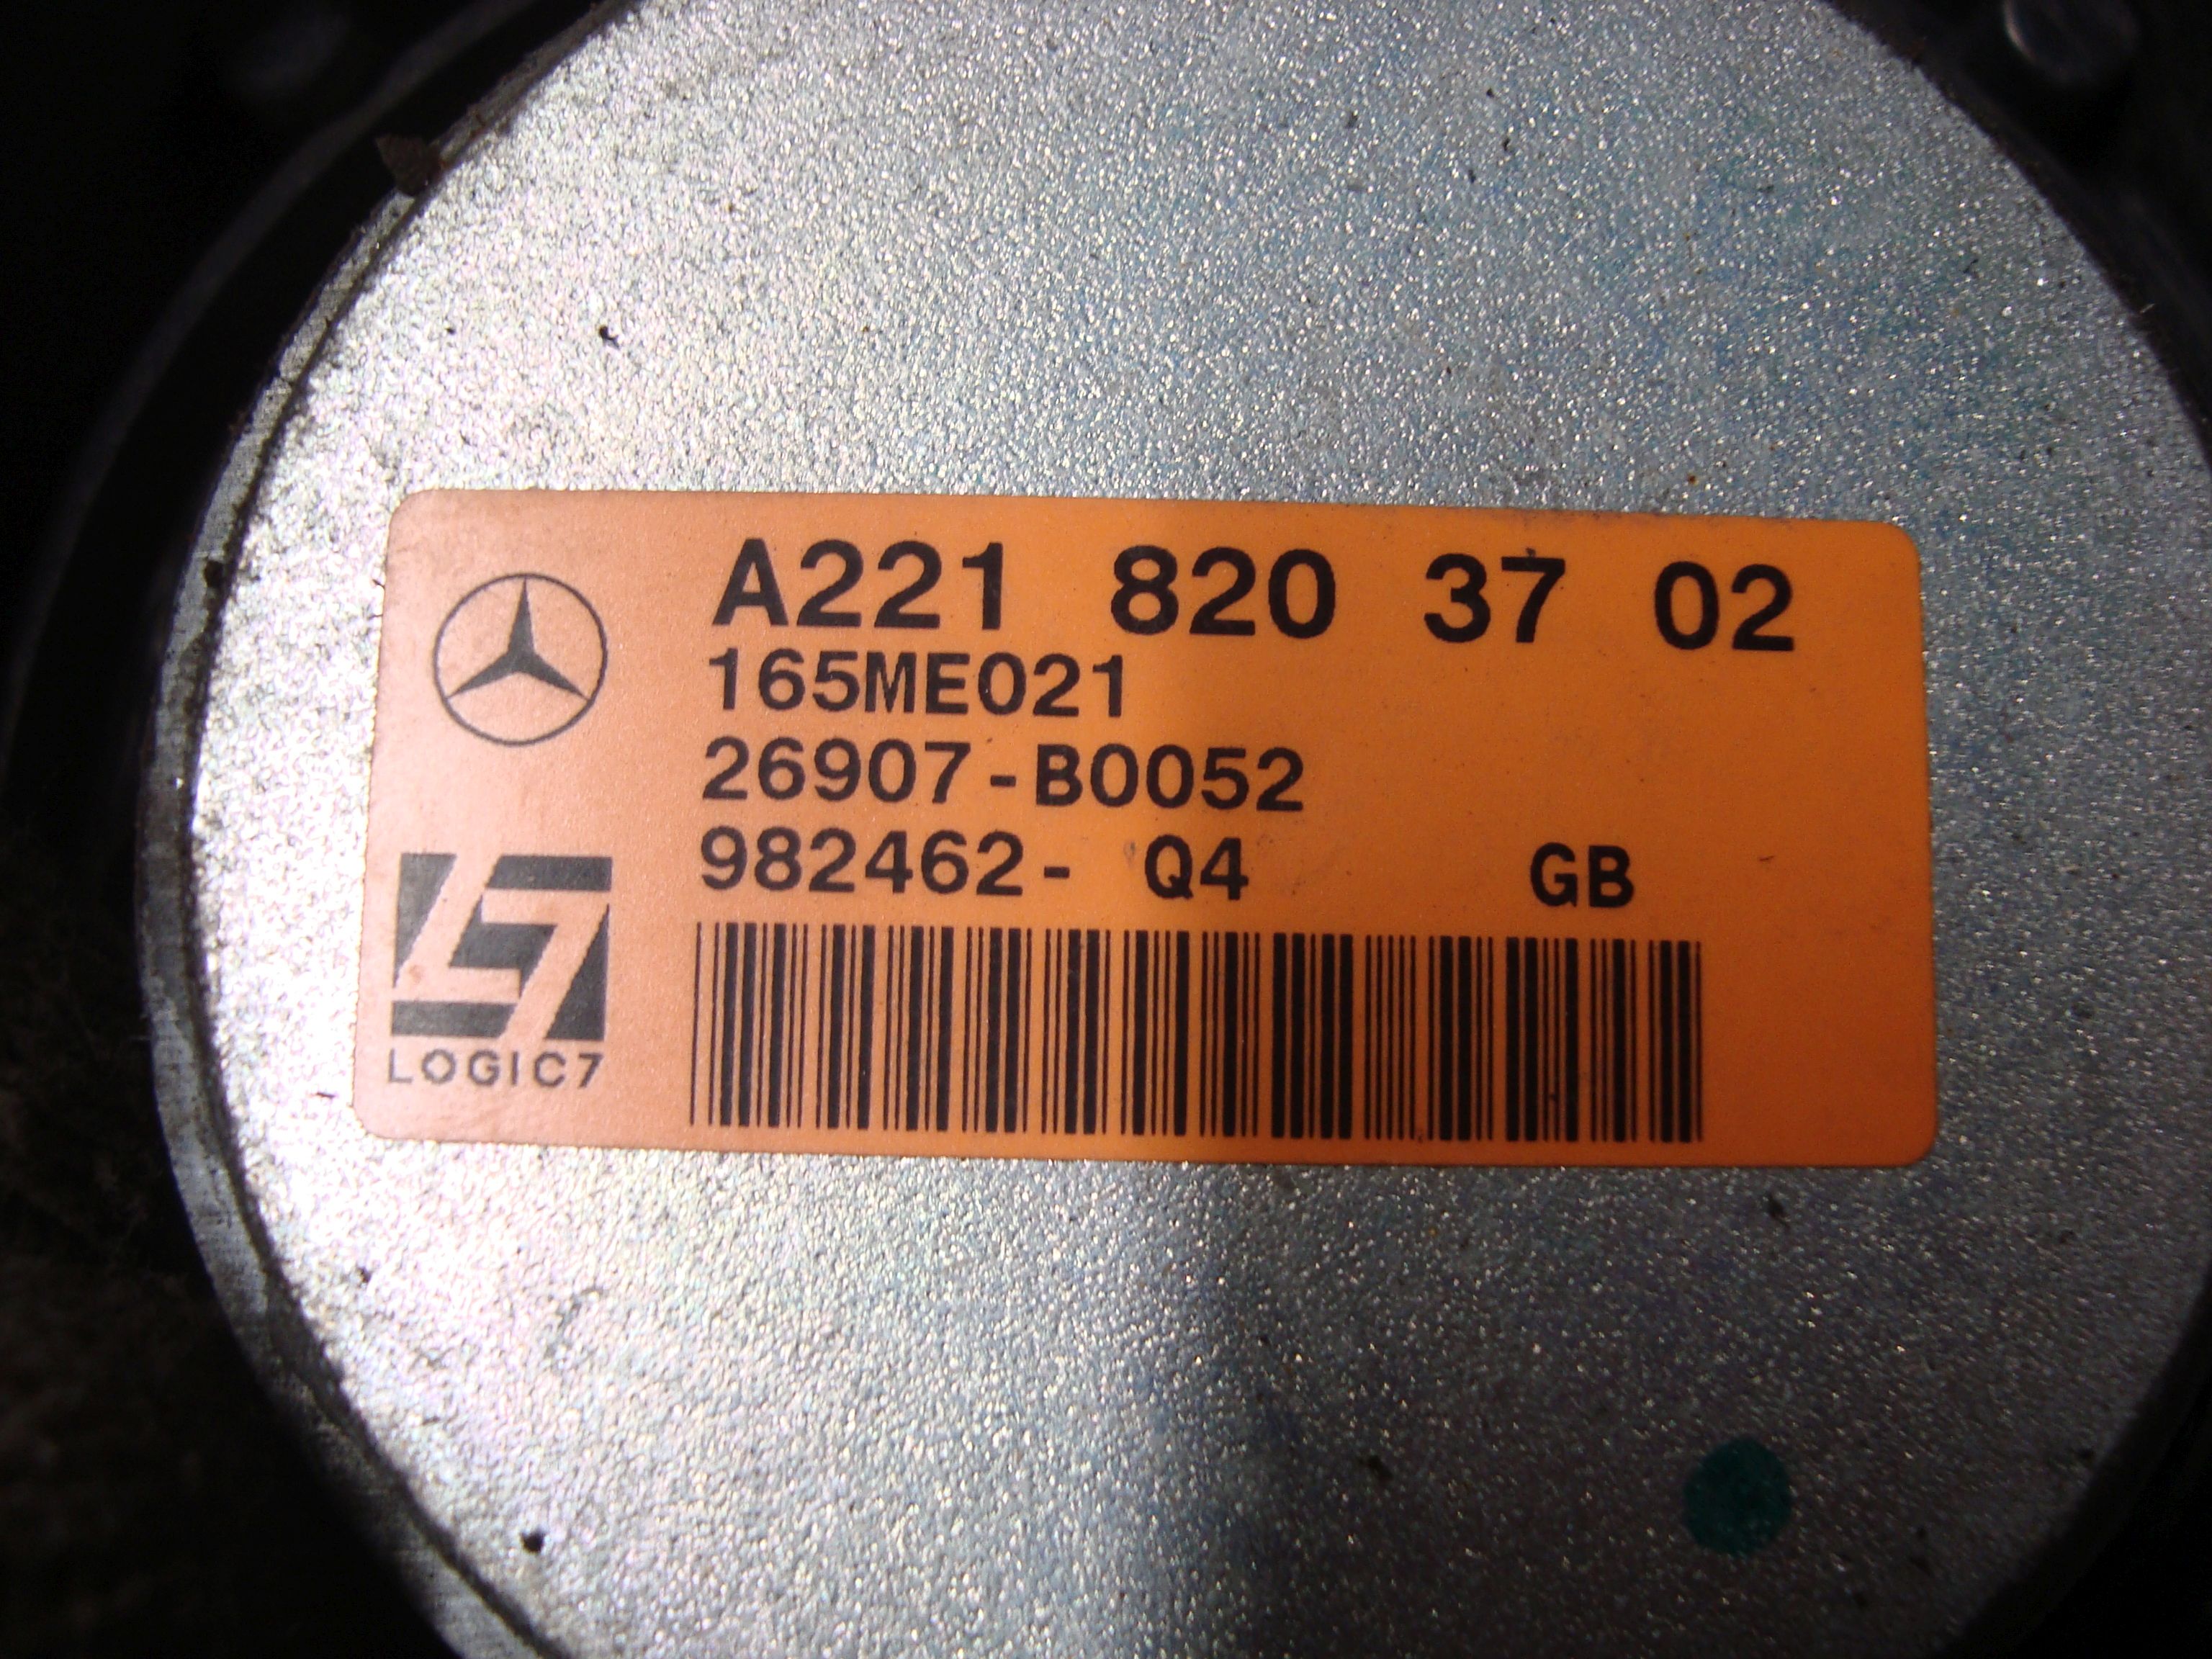 A221 820 37 02
165ME021
26907-B0052
982462- Q4 GB
LOGIC7